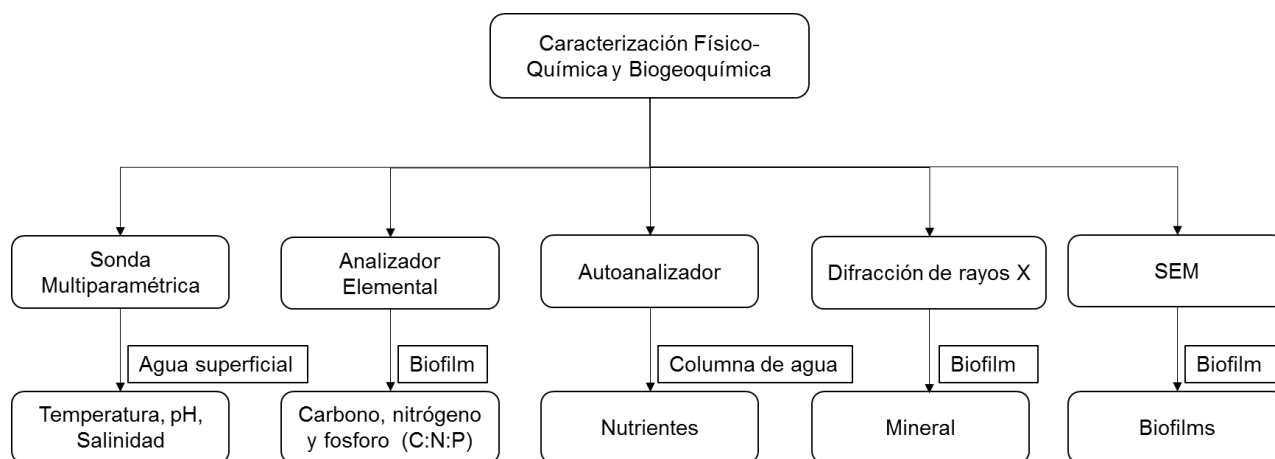 Caracterización Físico-
Química y Biogeoquímica
Sonda
Multiparamétrica
Analizador
Elemental
Autoanalizador
Difracción de rayos X
SEM
Agua superficial
Biofilm
Columna de agua
Biofilm
Biofilm
Temperatura, pH,
Salinidad
Carbono, nitrógeno
y fosforo (C:N:P)
Nutrientes
Mineral
Biofilms